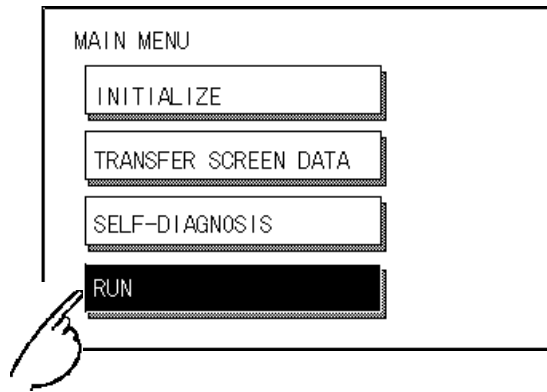 MAIN MENU
INITIALIZE
TRANSFER SCREEN DATA
SELF-DIAGNOSIS
RUN